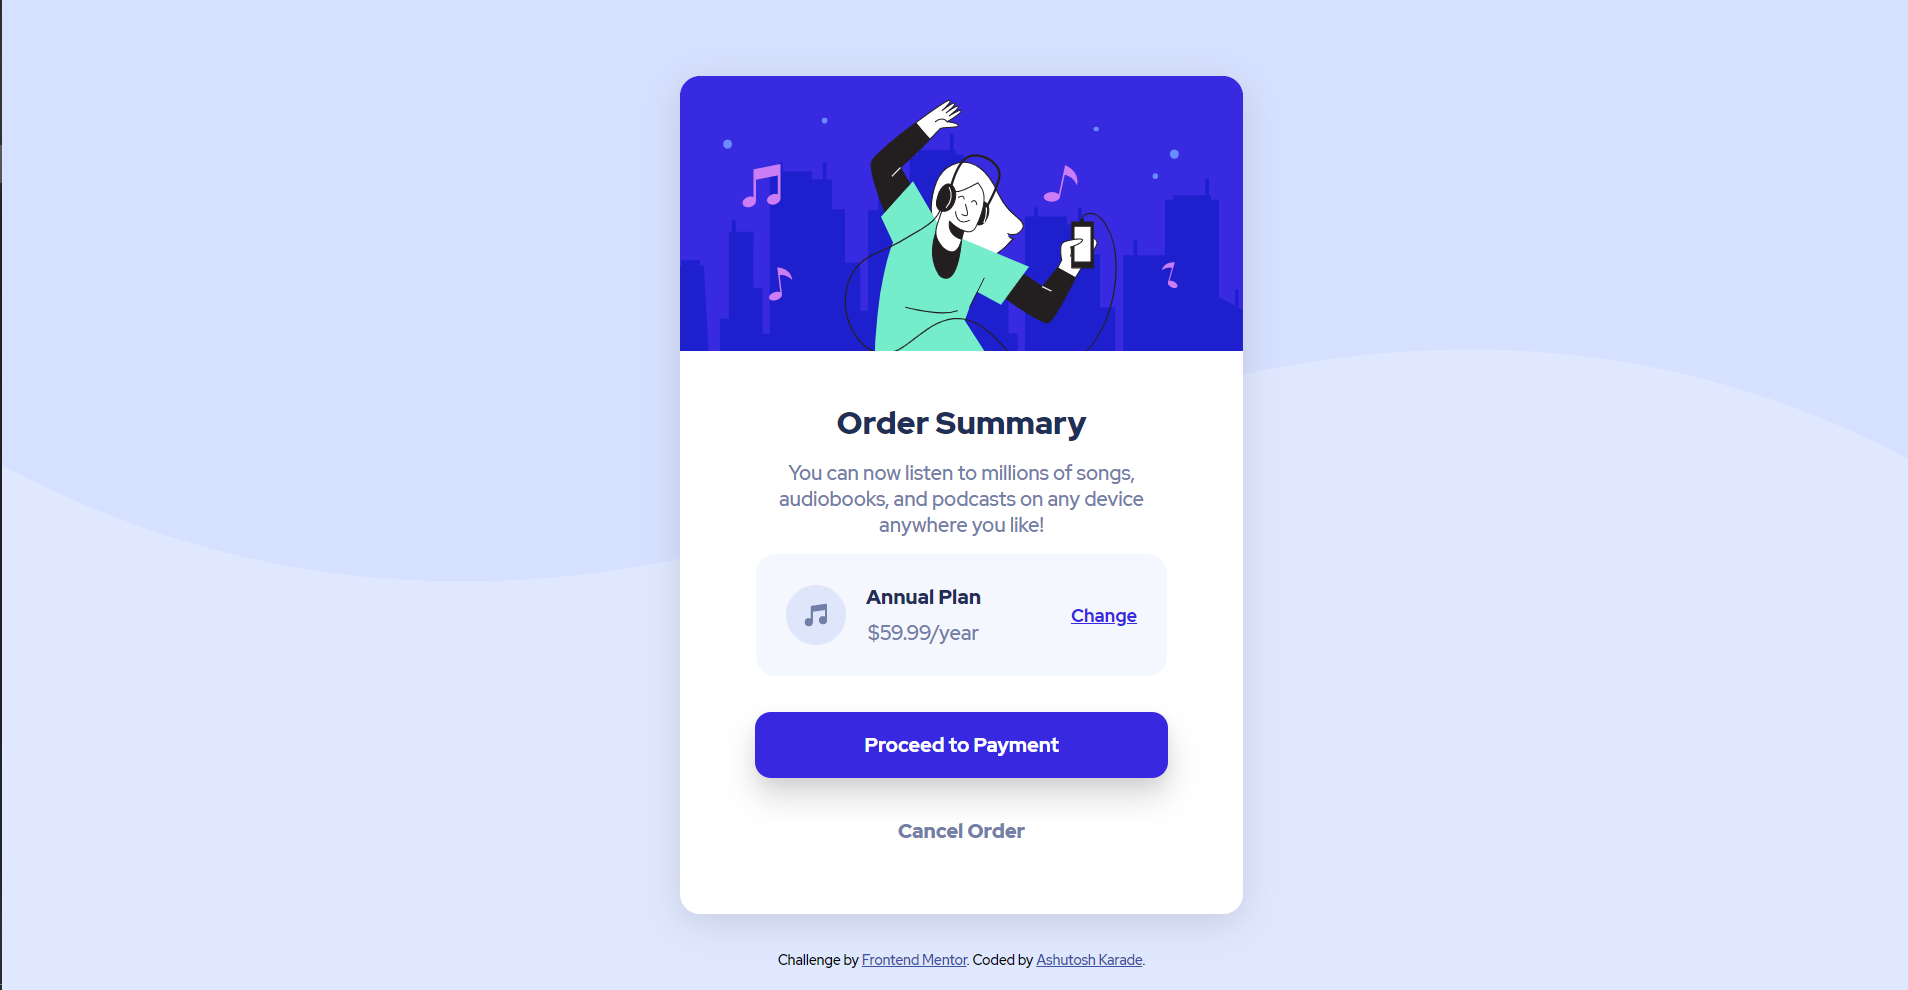 Order Summary
You can now listen to millions of songs,
audiobooks, and podcasts on any device
anywhere you like!
Annual Plan
$59.99/year
Change
Proceed to Payment
Cancel Order
Challenge by Frontend Mentor. Coded by Ashutosh Karade.